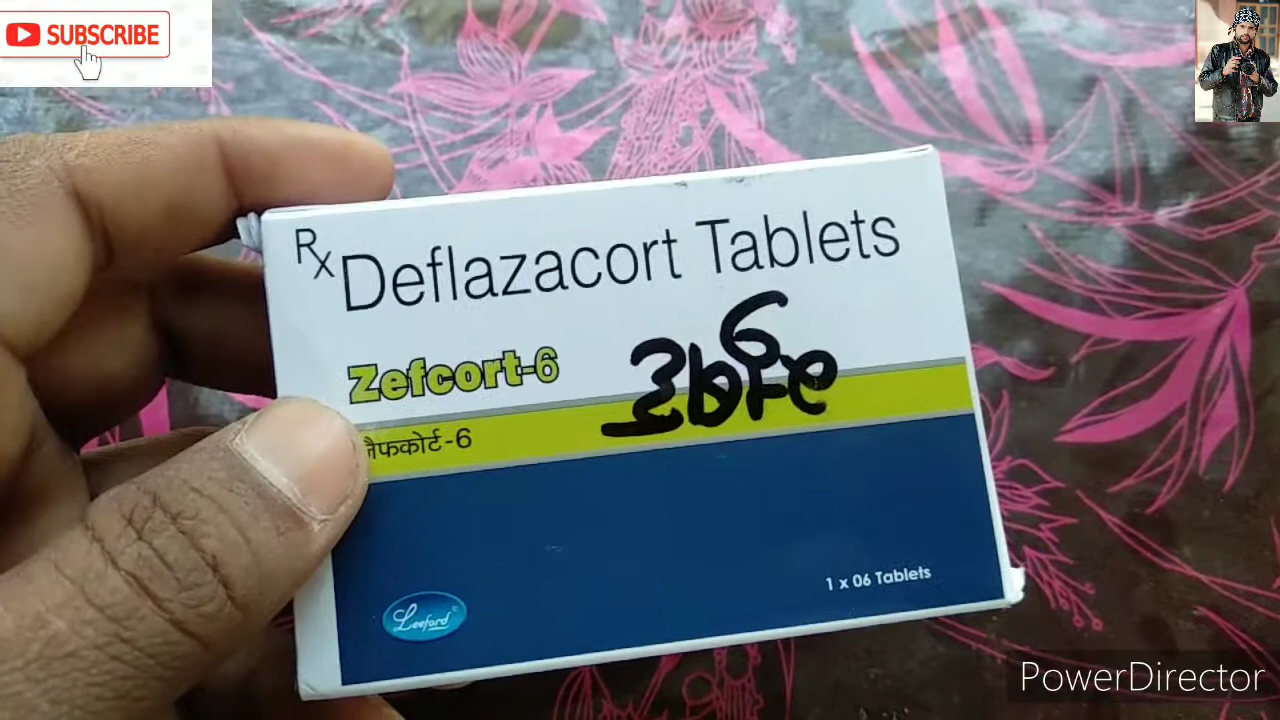 SUBSCRIBE
Rx Deflazacort Tablets
Zefcort-6
जैफकोर्ट-6
1 x 06 Tablets
Leeford
PowerDirector